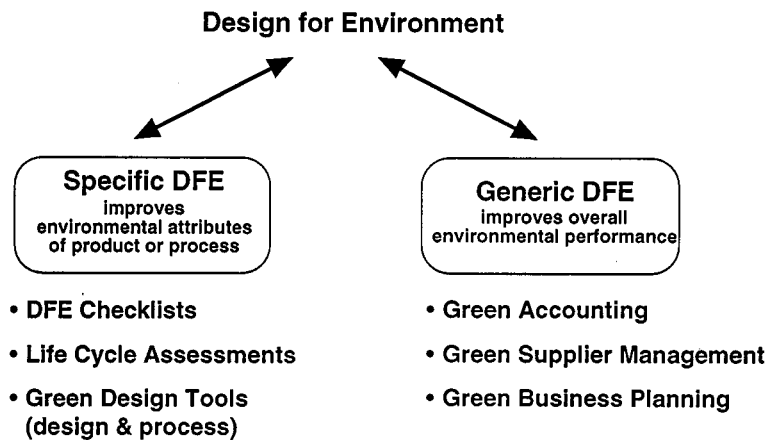 Design for Environment
Specific DFE
improves
environmental attributes
of product or process
• DFE Checklists
• Life Cycle Assessments
• Green Design Tools
(design & process)
Generic DFE
improves overall
environmental performance
• Green Accounting
• Green Supplier Management
• Green Business Planning